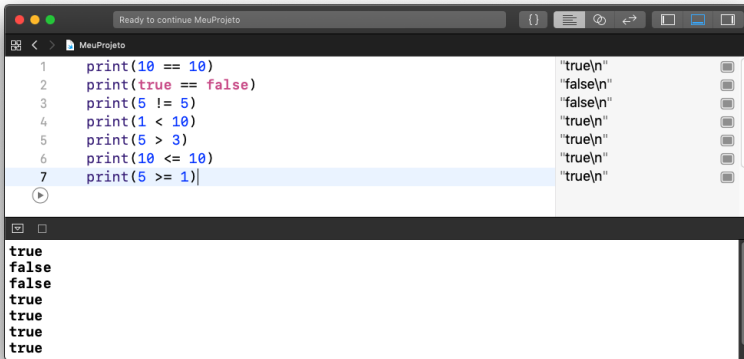 Ready to continue MeuProjeto
{}
MeuProjeto
1 print(10 == 10) "true\n"
2 print(true == false) "false\n"
3 print(5 != 5) "false\n"
4 print(1 < 10) "true\n"
5 print(5 > 3) "true\n"
6 print(10 <= 10) "true\n"
7 print(5 >= 1) "true\n"
true
false
false
true
true
true
true